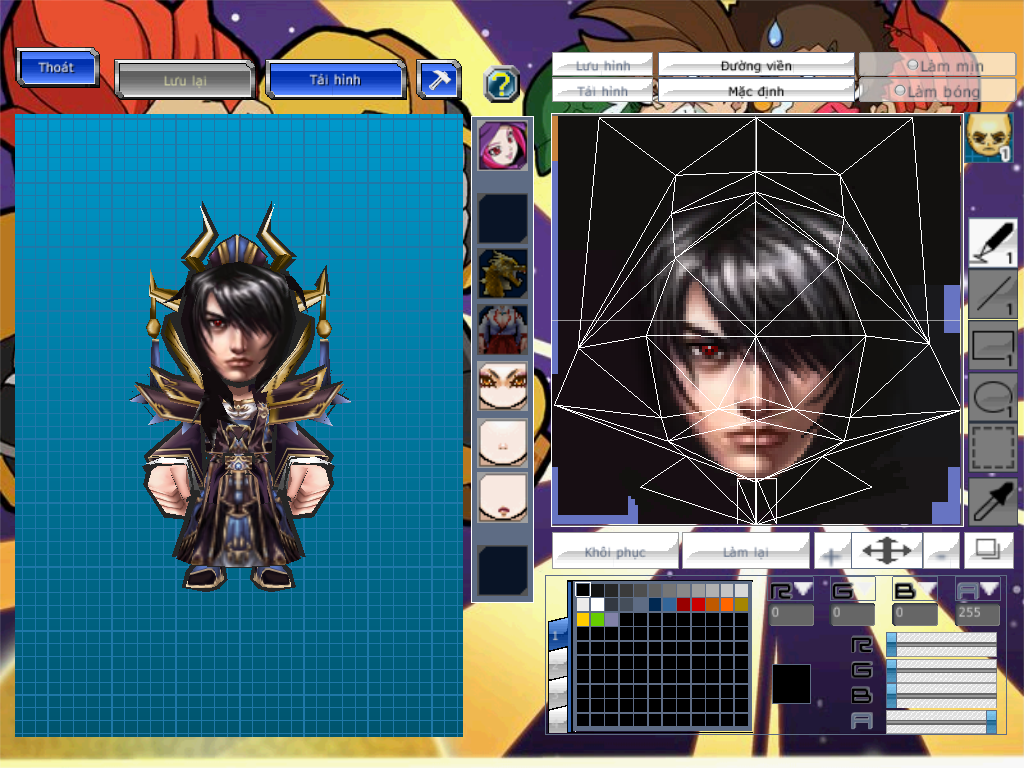 Thoát
Lưu lại
Tải hình
?
Lưu hình
Đường viền
Làm mịn
Tải hình
Mặc định
Làm bóng
1
1
1
1
1
Khôi phục
Làm lại
+
-
R
G
B
A
0
0
0
255
1
R
G
B
A